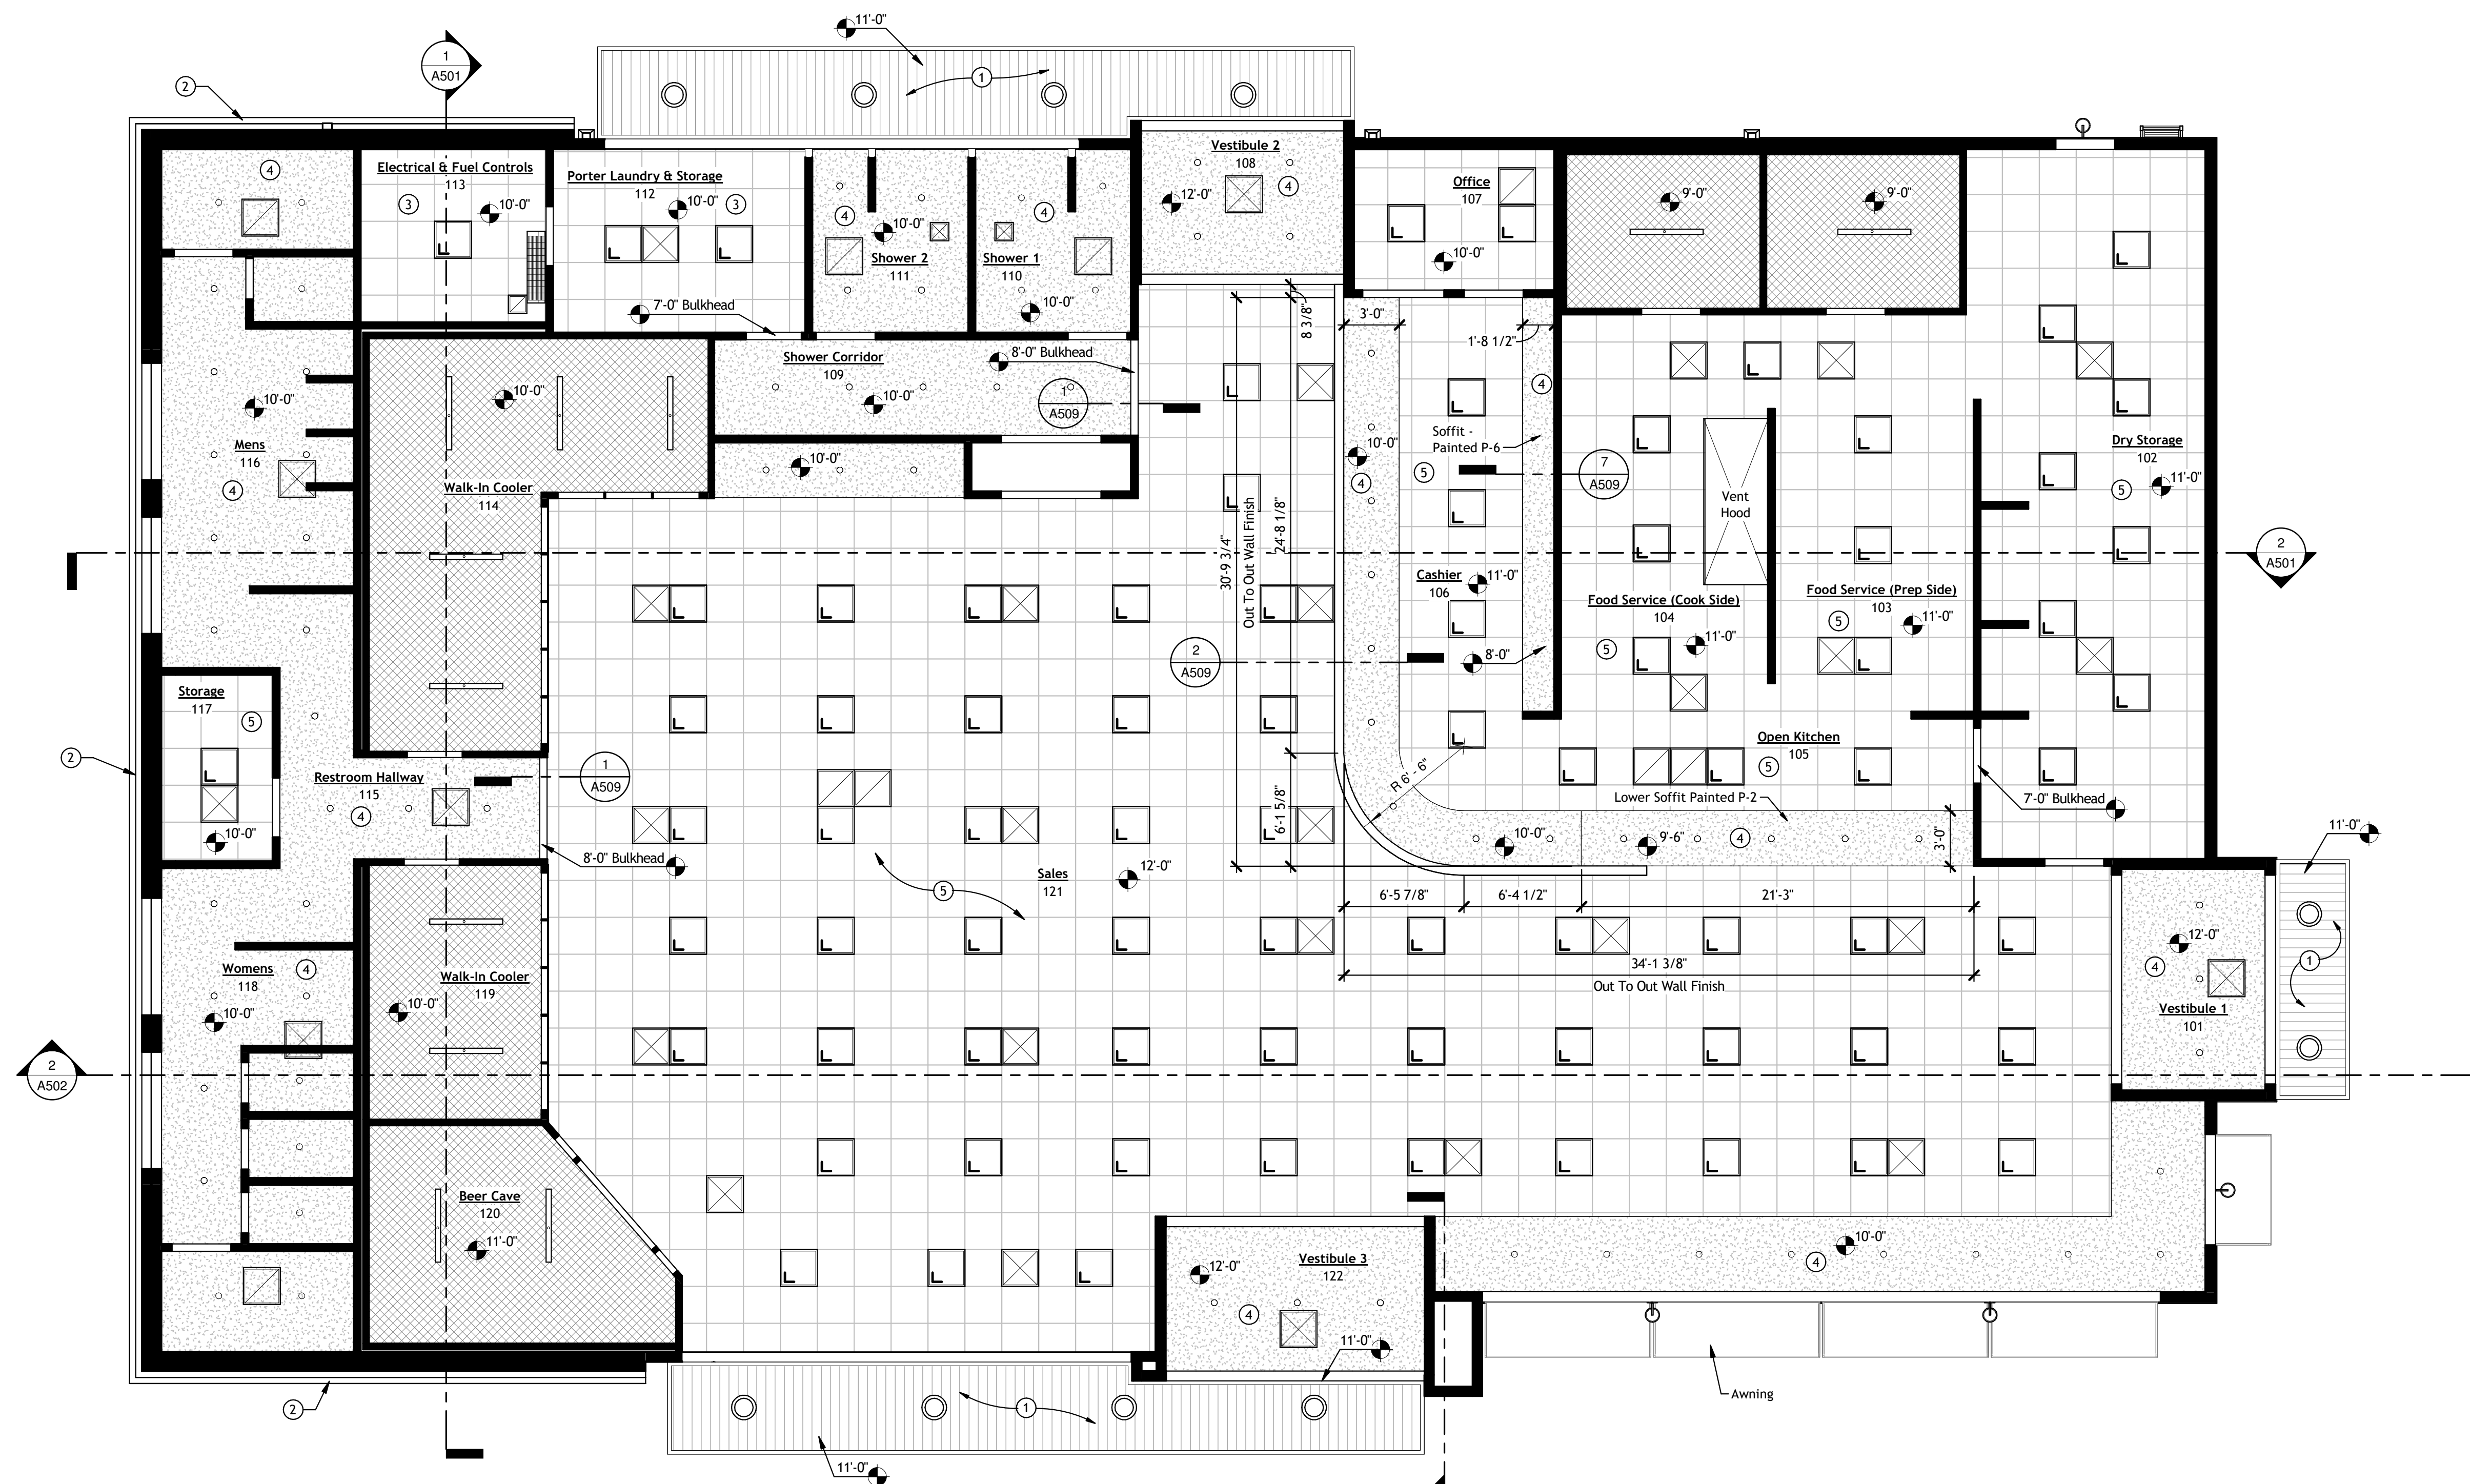 11'-0"
1
A501
2
1
Electrical & Fuel Controls
113
3
10'-0"
Porter Laundry & Storage
112
10'-0"
3
4
4
10'-0"
Shower 2
111
4
Shower 1
110
10'-0"
Vestibule 2
108
12'-0"
4
Office
107
10'-0"
9'-0"
9'-0"
7'-0" Bulkhead
Shower Corridor
109
10'-0"
8'-0" Bulkhead
1
A509
8 3/8"
3'-0"
1'-8 1/2"
4
10'-0"
Mens
116
4
10'-0"
Walk-In Cooler
114
10'-0"
30'-9 3/4"
Out To Out Wall Finish
24'-8 1/8"
10'-0"
4
Soffit -
Painted P-6
5
7
A509
Vent
Hood
Dry Storage
102
11'-0"
5
2
A501
Cashier
106
11'-0"
8'-0"
Food Service (Cook Side)
104
11'-0"
5
Food Service (Prep Side)
103
11'-0"
5
2
A509
Storage
117
5
10'-0"
2
Restroom Hallway
115
4
1
A509
8'-0" Bulkhead
Open Kitchen
105
5
R 6' - 6"
6'-1 5/8"
Lower Soffit Painted P-2
7'-0" Bulkhead
10'-0"
9'-6"
4
3'-0"
11'-0"
Sales
121
12'-0"
5
6'-5 7/8"
6'-4 1/2"
21'-3"
34'-1 3/8"
Out To Out Wall Finish
12'-0"
4
Vestibule 1
101
1
Womens
118
4
10'-0"
Walk-In Cooler
119
10'-0"
2
A502
Beer Cave
120
11'-0"
12'-0"
Vestibule 3
122
4
11'-0"
10'-0"
4
2
1
11'-0"
Awning